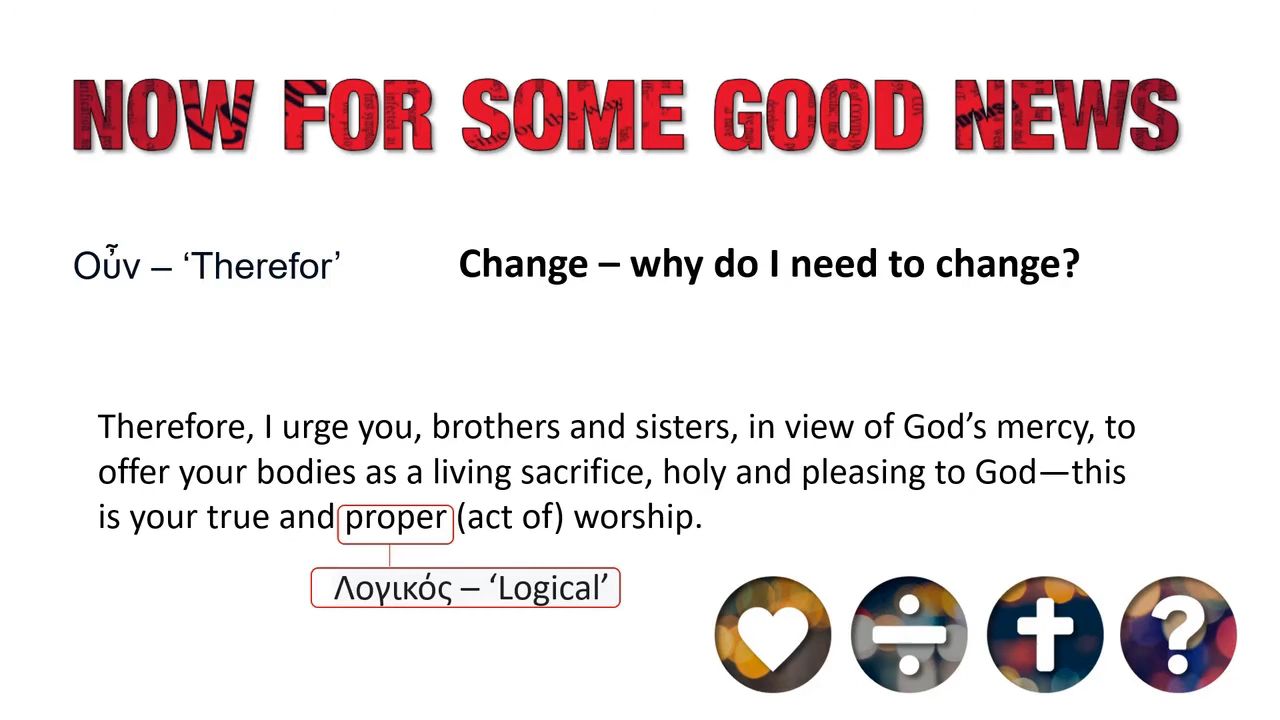 NOW FOR SOME GOOD NEWS
Οὖν – ‘Therefor’
Change – why do I need to change?
Therefore, I urge you, brothers and sisters, in view of God’s mercy, to
offer your bodies as a living sacrifice, holy and pleasing to God—this
is your true and proper (act of) worship.
Λογικός – ‘Logical’
?